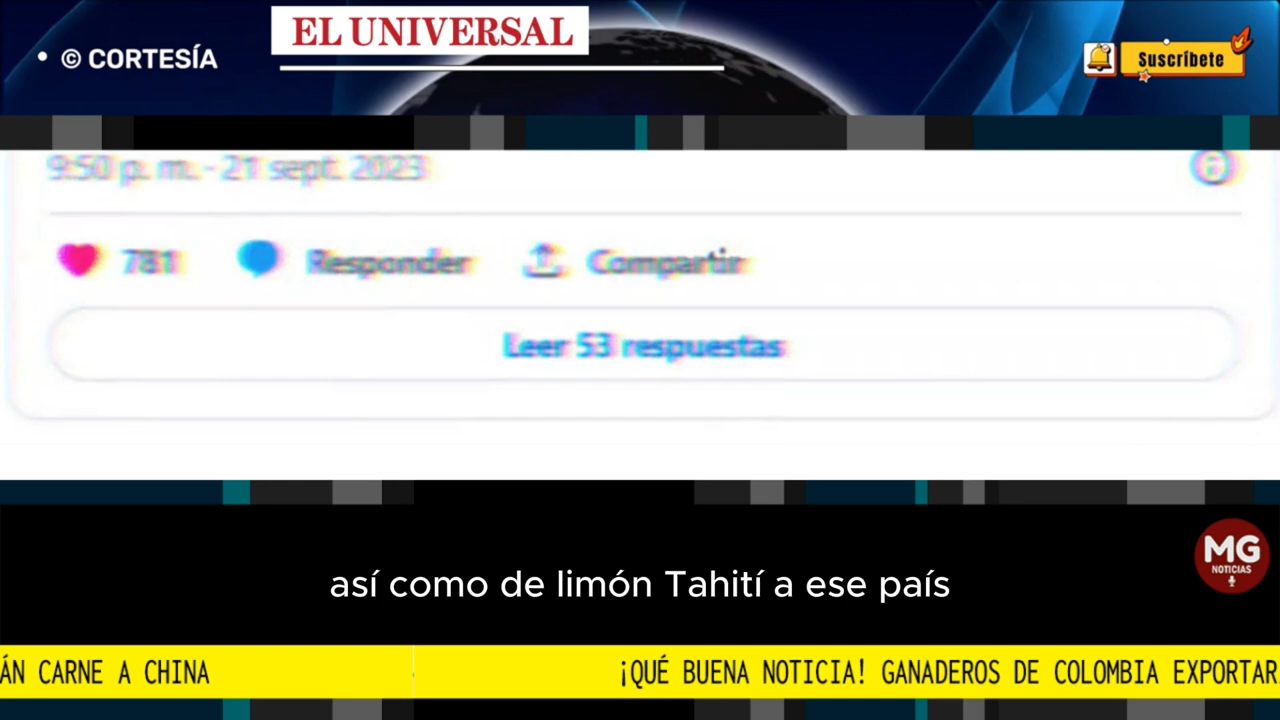 EL UNIVERSAL
• © CORTESÍA
Suscríbete
9:50 p. m. · 21 sept. 2023
781 Responder Compartir
Leer 53 respuestas
MG
NOTICIAS
así como de limón Tahití a ese país
ÁN CARNE A CHINA ¡QUÉ BUENA NOTICIA! GANADEROS DE COLOMBIA EXPORTAR